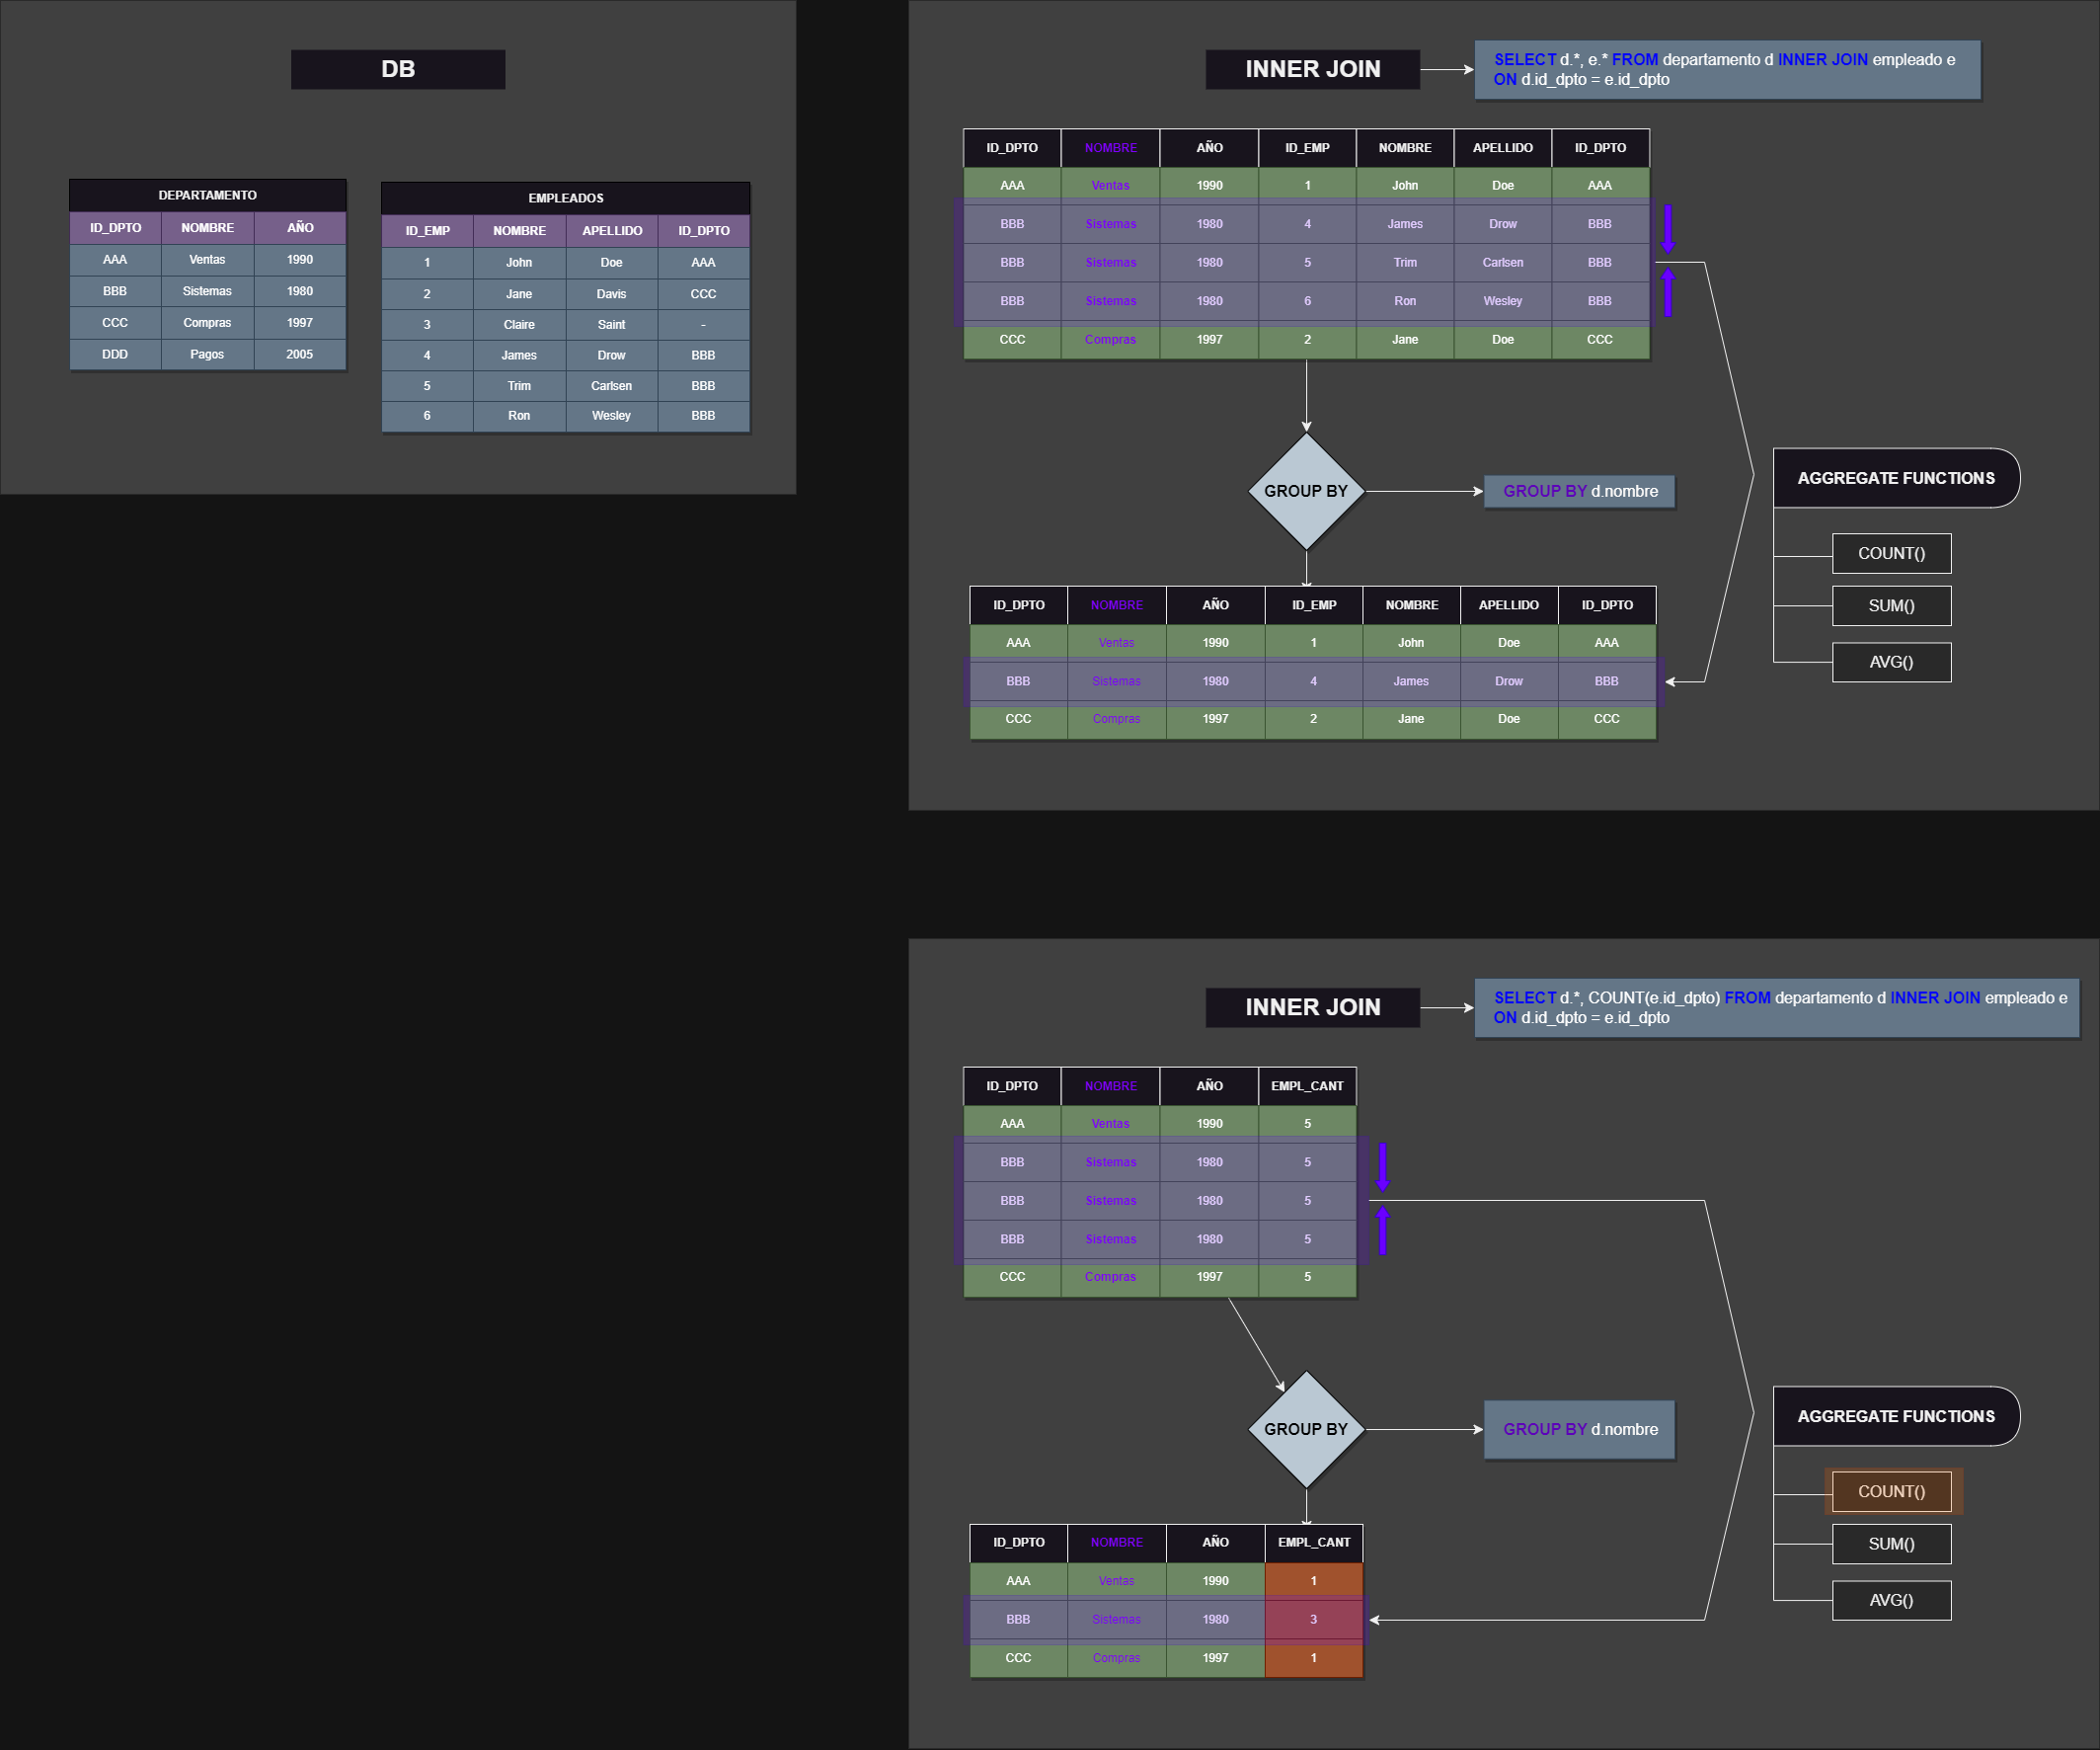 DB
DEPARTAMENTO
ID_DPTO NOMBRE AÑO
AAA Ventas 1990
BBB Sistemas 1980
CCC Compras 1997
DDD Pagos 2005
EMPLEADOS
ID_EMP NOMBRE APELLIDO ID_DPTO
1 John Doe AAA
2 Jane Davis CCC
3 Claire Saint -
4 James Drow BBB
5 Trim Carlsen BBB
6 Ron Wesley BBB
INNER JOIN
SELECT d.*, e.* FROM departamento d INNER JOIN empleado e
ON d.id_dpto = e.id_dpto
ID_DPTO NOMBRE AÑO ID_EMP NOMBRE APELLIDO ID_DPTO
AAA Ventas 1990 1 John Doe AAA
BBB Sistemas 1980 4 James Drow BBB
BBB Sistemas 1980 5 Trim Carlsen BBB
BBB Sistemas 1980 6 Ron Wesley BBB
CCC Compras 1997 2 Jane Doe CCC
GROUP BY
GROUP BY d.nombre
AGGREGATE FUNCTIONS
COUNT()
SUM()
AVG()
ID_DPTO NOMBRE AÑO ID_EMP NOMBRE APELLIDO ID_DPTO
AAA Ventas 1990 1 John Doe AAA
BBB Sistemas 1980 4 James Drow BBB
CCC Compras 1997 2 Jane Doe CCC
INNER JOIN
SELECT d.*, COUNT(e.id_dpto) FROM departamento d INNER JOIN empleado e
ON d.id_dpto = e.id_dpto
ID_DPTO NOMBRE AÑO EMPL_CANT
AAA Ventas 1990 5
BBB Sistemas 1980 5
BBB Sistemas 1980 5
BBB Sistemas 1980 5
CCC Compras 1997 5
GROUP BY
GROUP BY d.nombre
AGGREGATE FUNCTIONS
COUNT()
SUM()
AVG()
ID_DPTO NOMBRE AÑO EMPL_CANT
AAA Ventas 1990 1
BBB Sistemas 1980 3
CCC Compras 1997 1